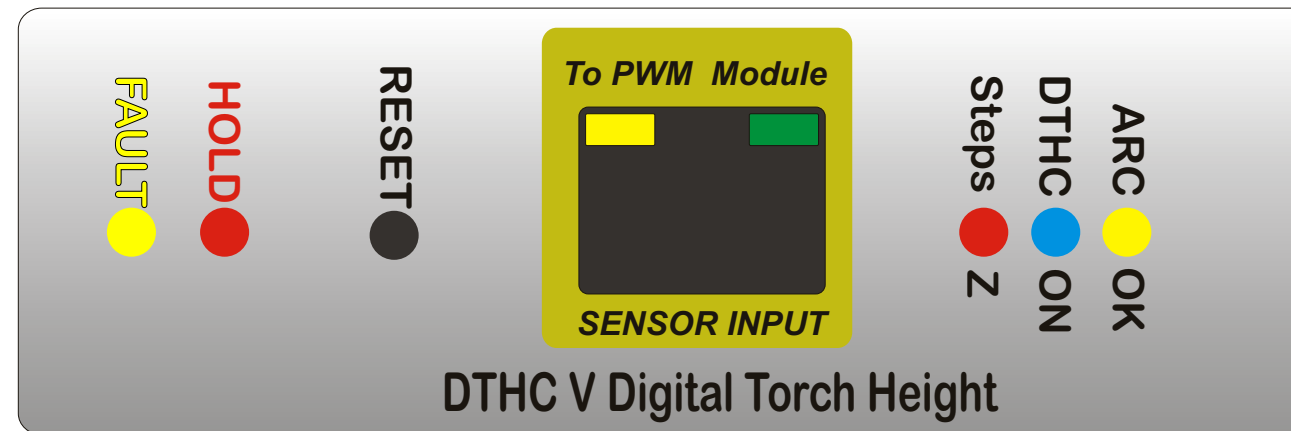 FAULT
HOLD
RESET
To PWM Module
SENSOR INPUT
Steps Z
DTHC ON
ARC OK
DTHC V Digital Torch Height